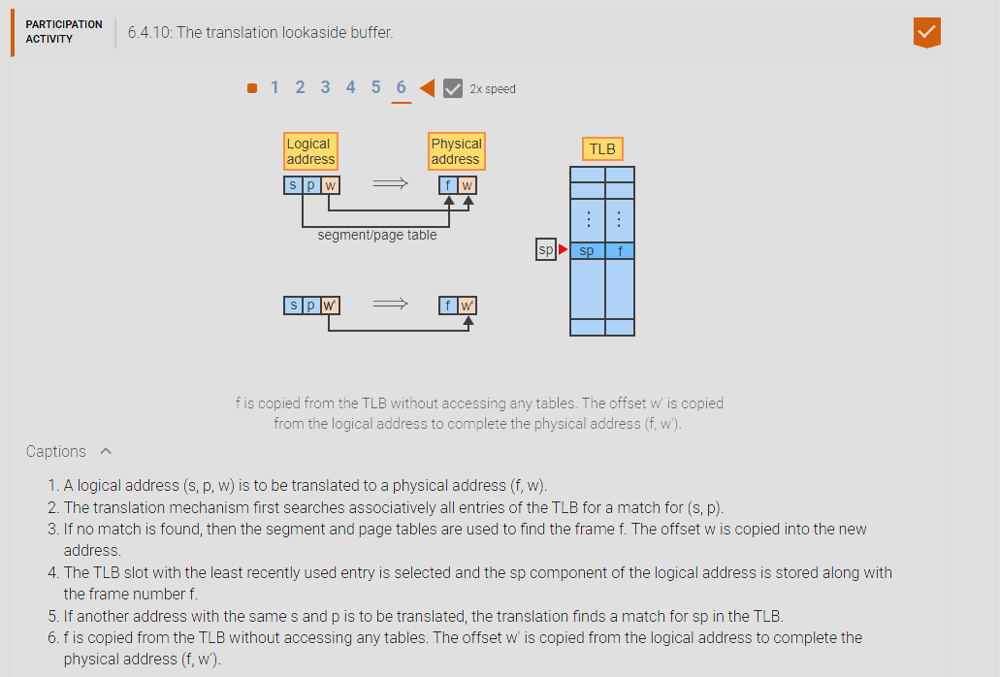 PARTICIPATION
ACTIVITY
6.4.10: The translation lookaside buffer.
1 2 3 4 5 6
2x speed
Logical
address
Physical
address
TLB
s p w
f w
segment/page table
sp
sp f
s p w'
f w'
f is copied from the TLB without accessing any tables. The offset w' is copied
from the logical address to complete the physical address (f, w').
Captions
1. A logical address (s, p, w) is to be translated to a physical address (f, w).
2. The translation mechanism first searches associatively all entries of the TLB for a match for (s, p).
3. If no match is found, then the segment and page tables are used to find the frame f. The offset w is copied into the new
address.
4. The TLB slot with the least recently used entry is selected and the sp component of the logical address is stored along with
the frame number f.
5. If another address with the same s and p is to be translated, the translation finds a match for sp in the TLB.
6. f is copied from the TLB without accessing any tables. The offset w' is copied from the logical address to complete the
physical address (f, w').